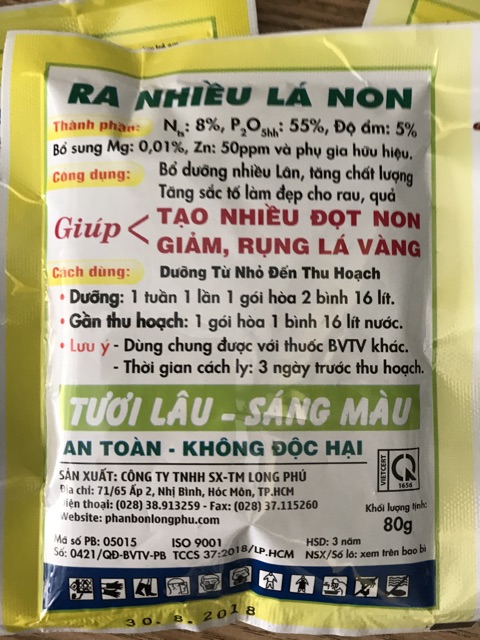 RA NHIỀU LÁ NON
Thành phần: Nts: 8%, P2O5hh: 55%, Độ ẩm: 5%
Bổ sung Mg: 0,01%, Zn: 50ppm và phụ gia hữu hiệu.
Công dụng: Bổ dưỡng nhiều Lân, tăng chất lượng
Tăng sắc tố làm đẹp cho rau, quả
Giúp < TẠO NHIỀU ĐỌT NON
GIẢM, RỤNG LÁ VÀNG
Cách dùng: Dưỡng Từ Nhỏ Đến Thu Hoạch
• Dưỡng: 1 tuần 1 lần 1 gói hòa 2 bình 16 lít.
• Gần thu hoạch: 1 gói hòa 1 bình 16 lít nước.
• Lưu ý - Dùng chung được với thuốc BVTV khác.
- Thời gian cách ly: 3 ngày trước thu hoạch.
TƯƠI LÂU - SÁNG MÀU
AN TOÀN - KHÔNG ĐỘC HẠI
SẢN XUẤT: CÔNG TY TNHH SX-TM LONG PHÚ
Địa chỉ: 71/65 Ấp 2, Nhị Bình, Hóc Môn, TP.HCM
Điện thoại: (028) 38.913259 - Fax: (028) 37.115260
Website: phanbonlongphu.com
VIETCERT
1656
Khối lượng tịnh:
80g
Mã số PB: 05015 ISO 9001 HSD: 3 năm
Số: 0421/QĐ-BVTV-PB TCCS 37:2018/LP.HCM NSX/Số lô: xem trên bao bì
30.8.2018